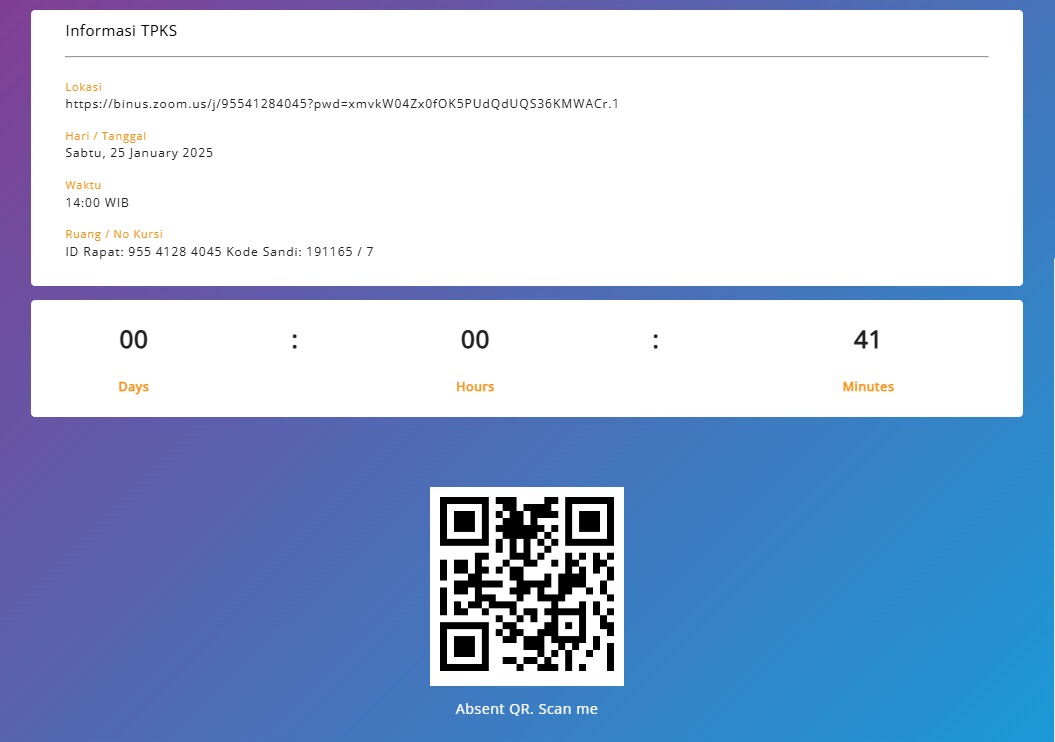 Informasi TPKS
Lokasi
https://binus.zoom.us/j/95541284045?pwd=xmvkW04Zx0fOK5PUdQdUQS36KMWACr.1
Hari / Tanggal
Sabtu, 25 January 2025
Waktu
14:00 WIB
Ruang / No Kursi
ID Rapat: 955 4128 4045 Kode Sandi: 191165 / 7
00 : 00 : 41
Days Hours Minutes
Absent QR. Scan me